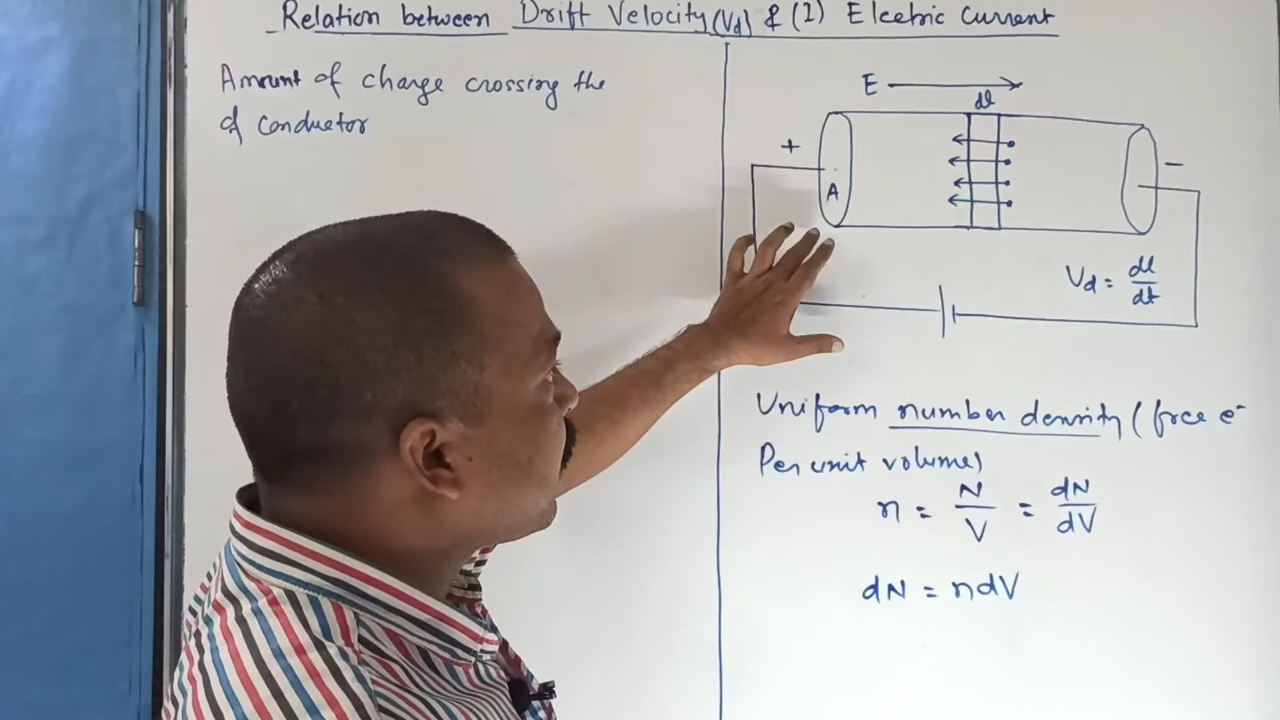 Relation between Drift Velocity (Vd) & (I) Electric Current
Amount of charge crossing the
of conductor
E
dl
+
−
A
Vd = dl/dt
Uniform number density (free e⁻
Per unit volume)
n = N/V = dN/dV
dN = ndV